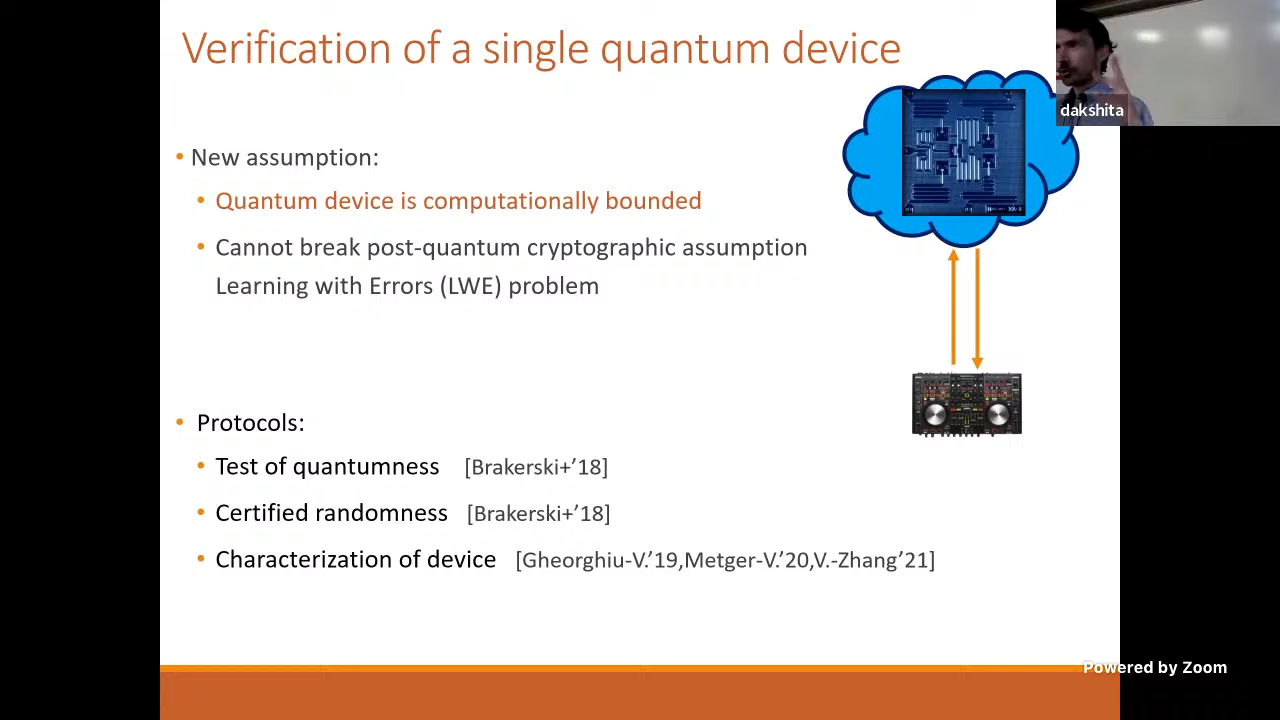 Verification of a single quantum device
dakshita
• New assumption:
• Quantum device is computationally bounded
• Cannot break post-quantum cryptographic assumption
Learning with Errors (LWE) problem
• Protocols:
• Test of quantumness [Brakerski+’18]
• Certified randomness [Brakerski+’18]
• Characterization of device [Gheorghiu-V.’19,Metger-V.’20,V.-Zhang’21]
Powered by Zoom